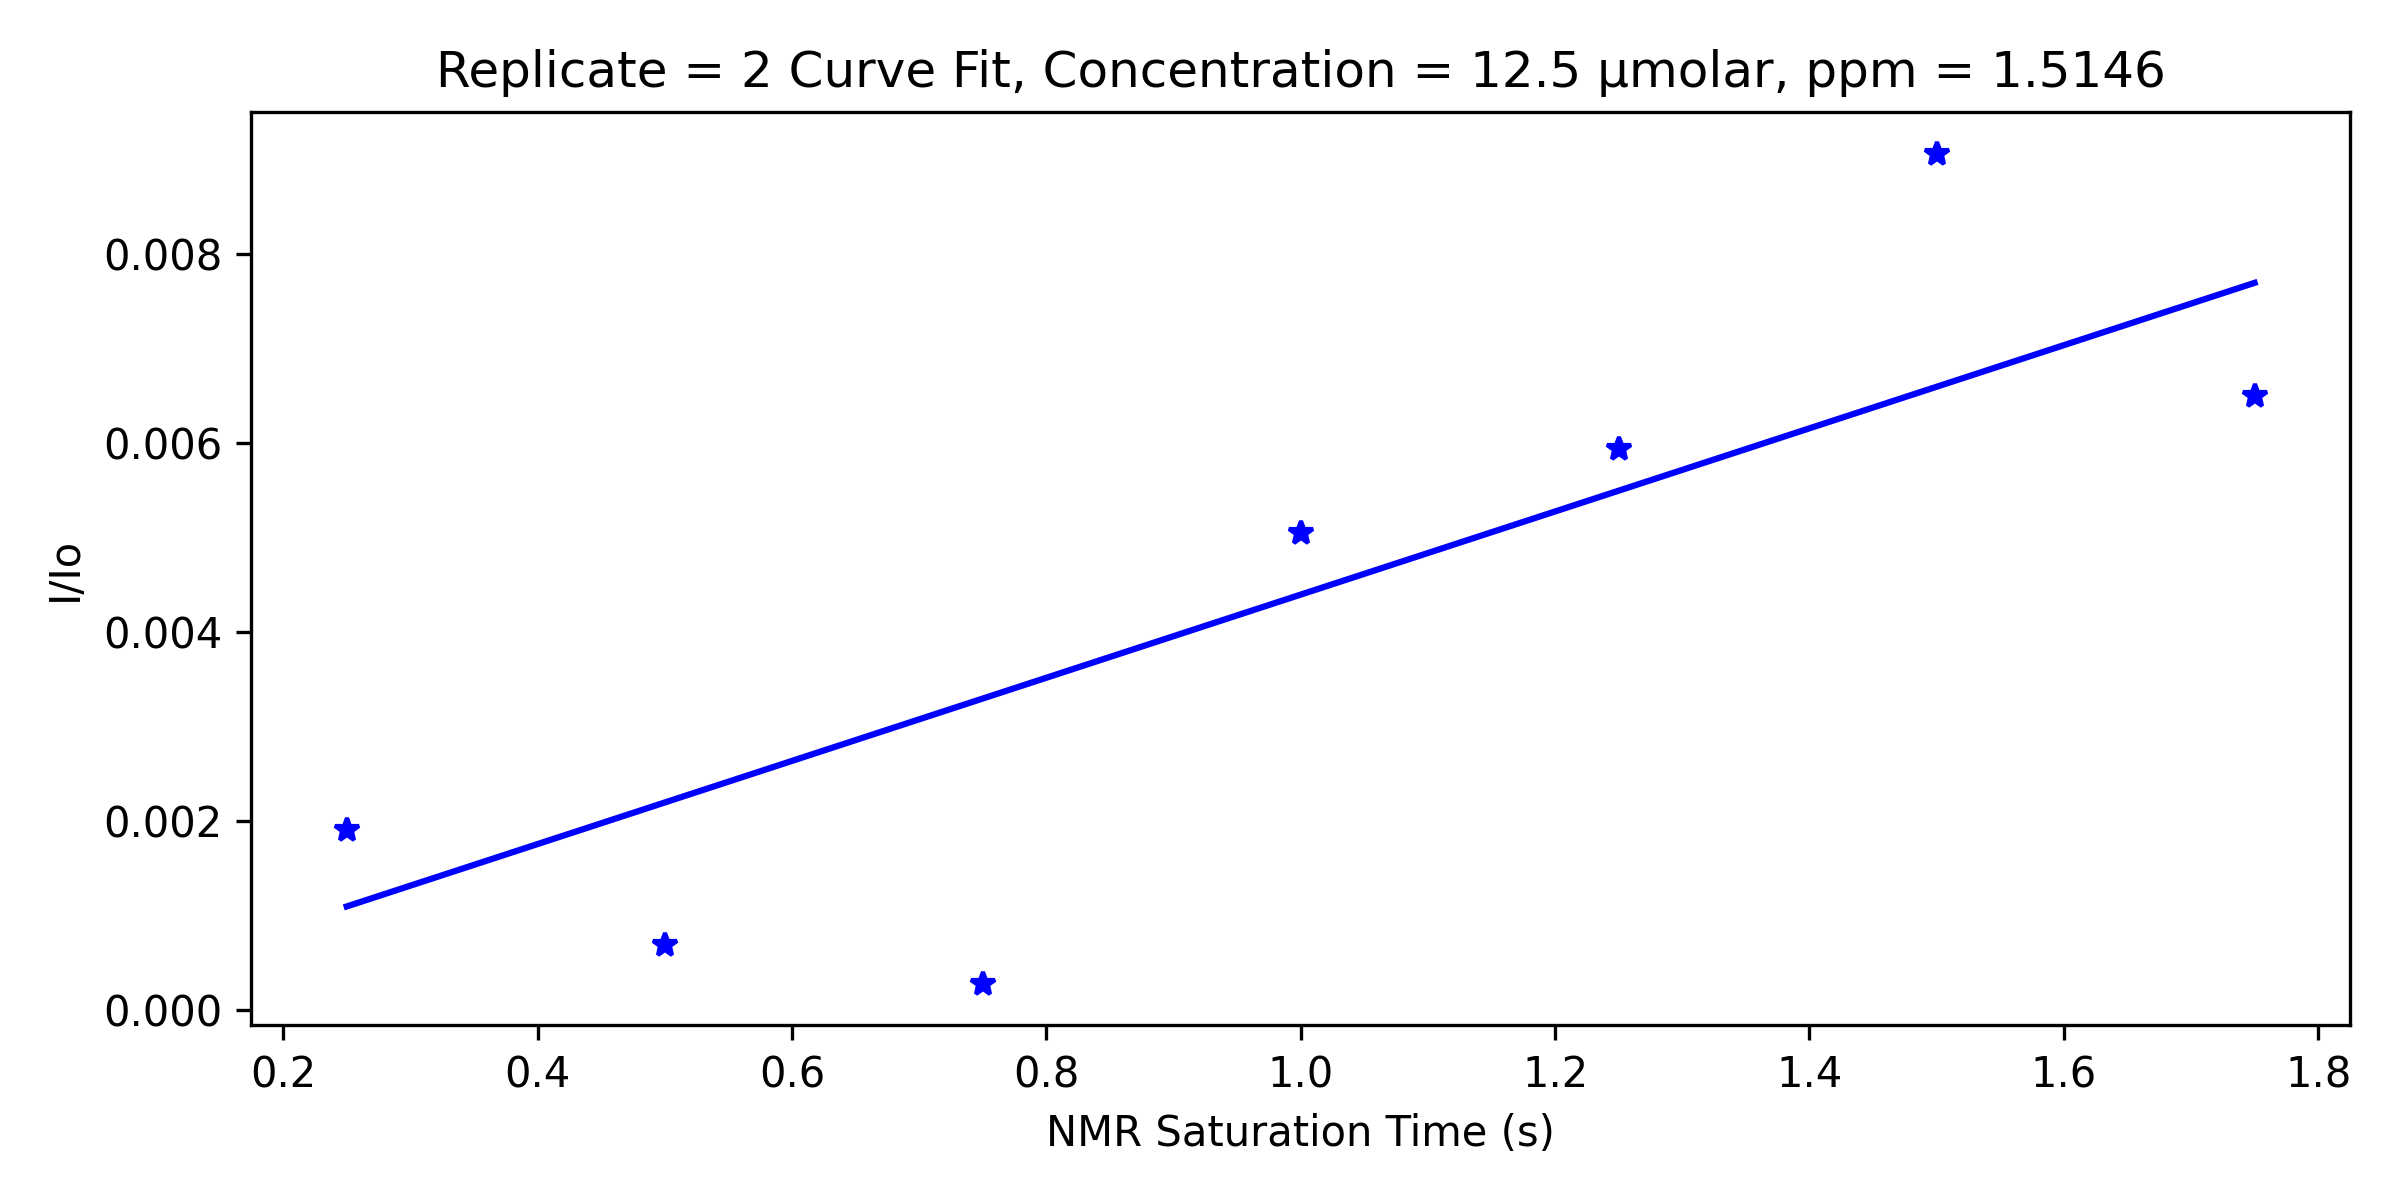 Replicate = 2 Curve Fit, Concentration = 12.5 µmolar, ppm = 1.5146
0.008
0.006
0.004
0.002
0.000
I/Io
0.2 0.4 0.6 0.8 1.0 1.2 1.4 1.6 1.8
NMR Saturation Time (s)